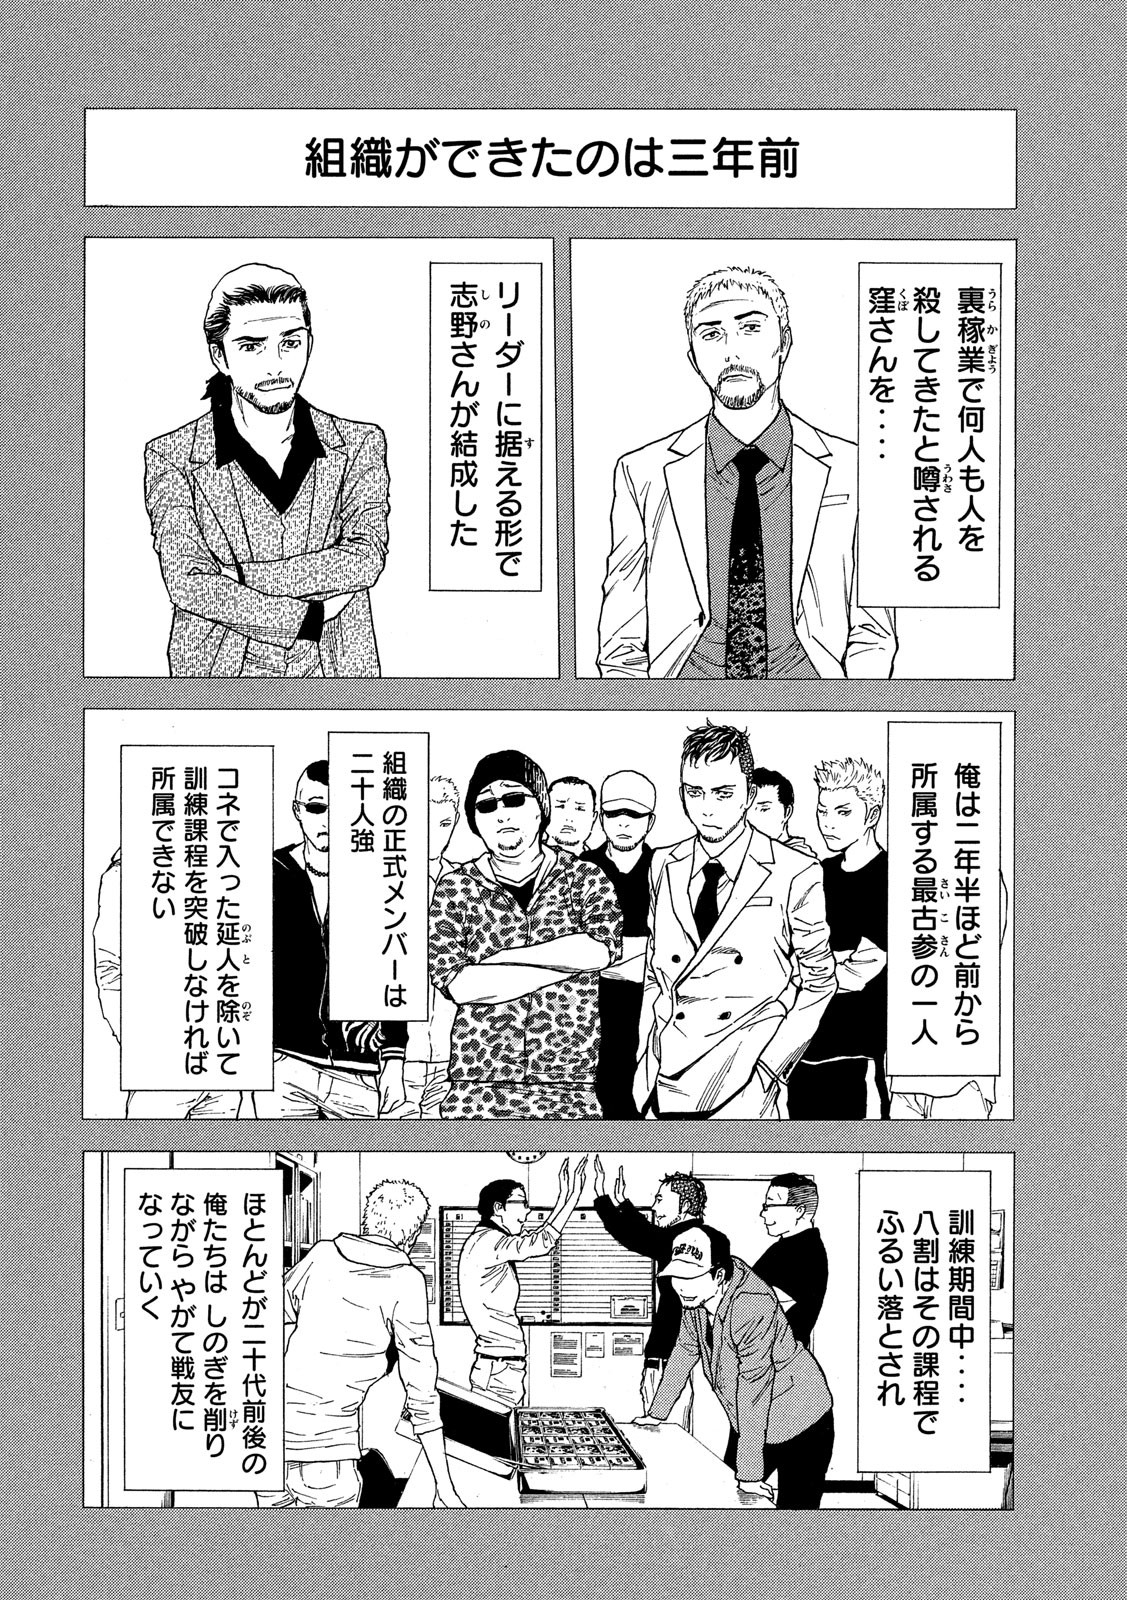 組織ができたのは三年前
裏稼業で何人も人を
殺してきたと噂される
窪さんを‥‥
リーダーに据える形で
志野さんが結成した
俺は二年半ほど前から
所属する最古参の一人
組織の正式メンバーは
二十人強
コネで入った延人を除いて
訓練課程を突破しなければ
所属できない
訓練期間中‥‥
八割はその課程で
ふるい落とされ
ほとんどが二十代前後の
俺たちは しのぎを削り
ながら やがて戦友に
なっていく